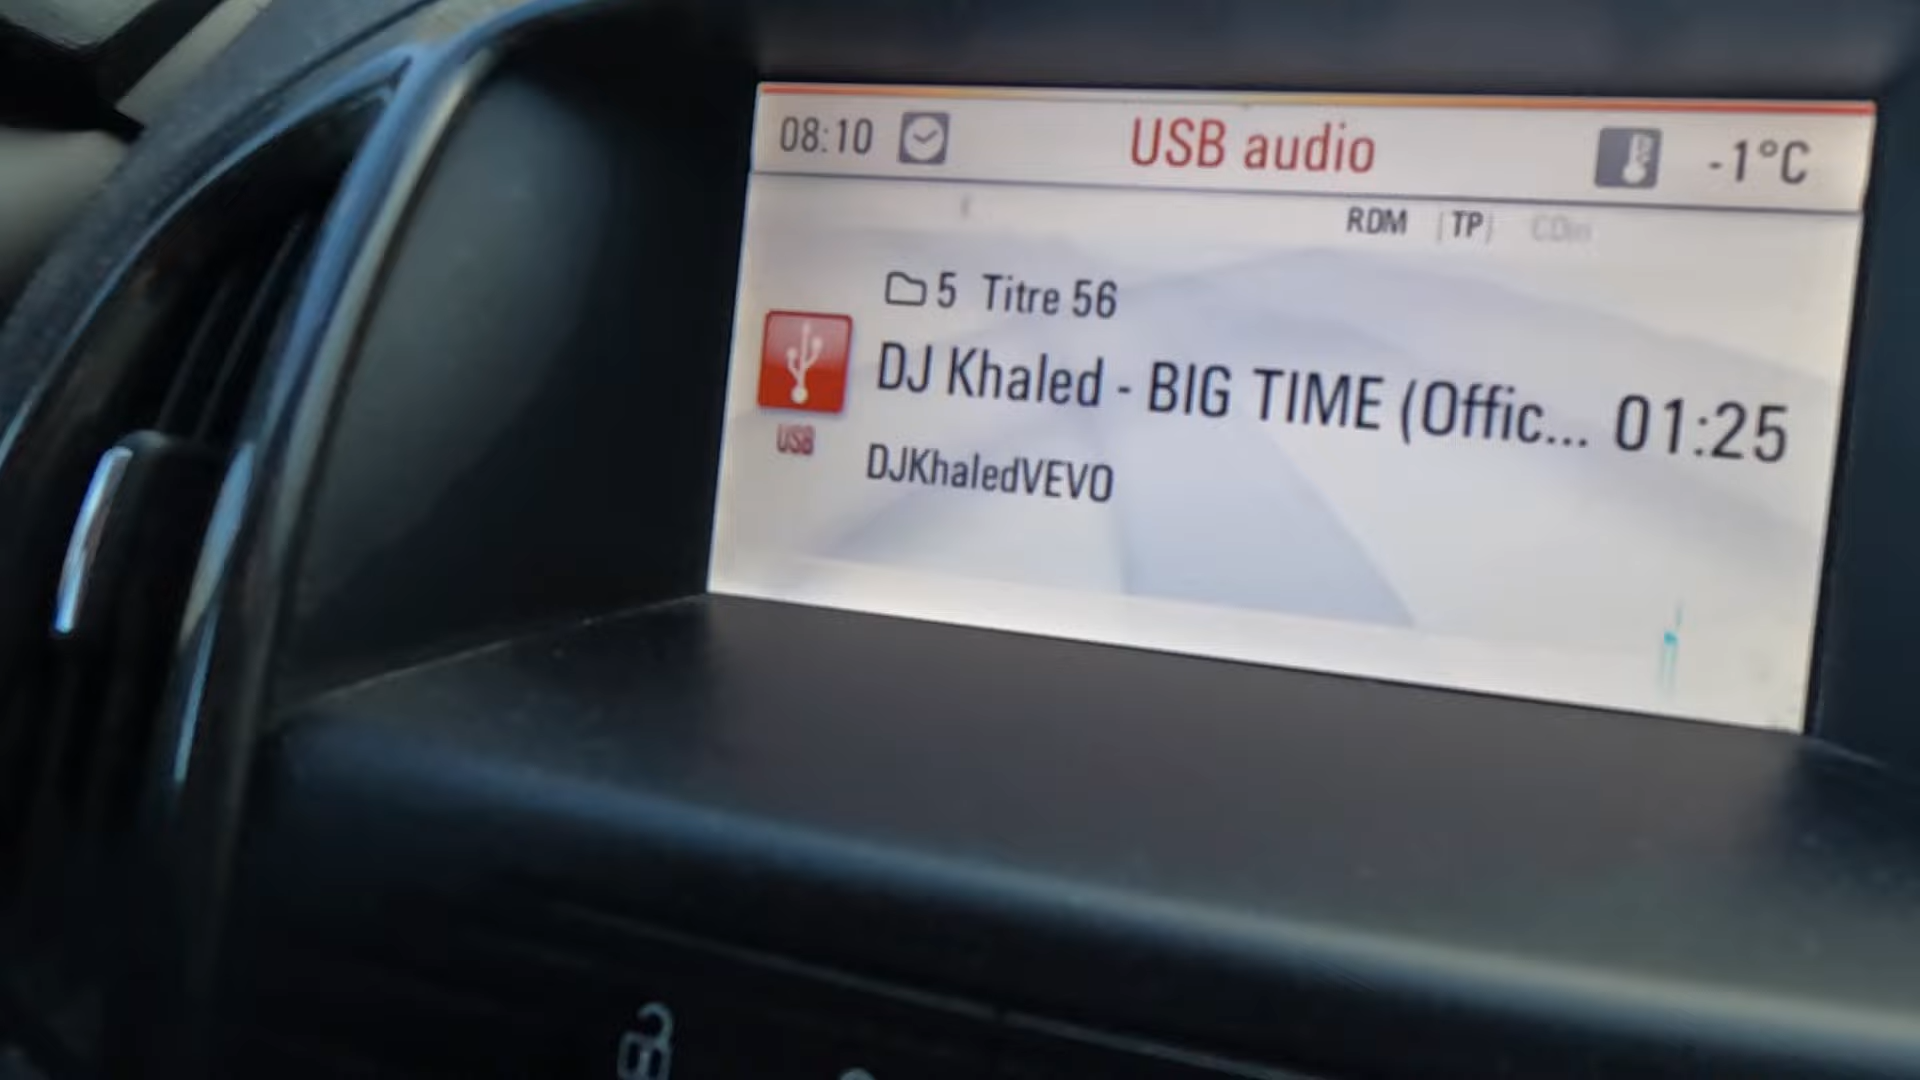 08:10 USB audio -1°C
RDM [TP] CDin
5 Titre 56
DJ Khaled - BIG TIME (Offic... 01:25
USB
DJKhaledVEVO